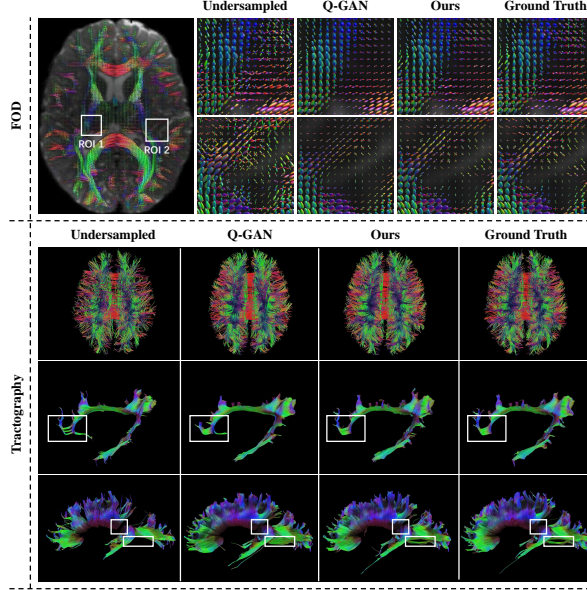 Undersampled Q-GAN Ours Ground Truth
FOD
ROI 1 ROI 2
Undersampled Q-GAN Ours Ground Truth
Tractography